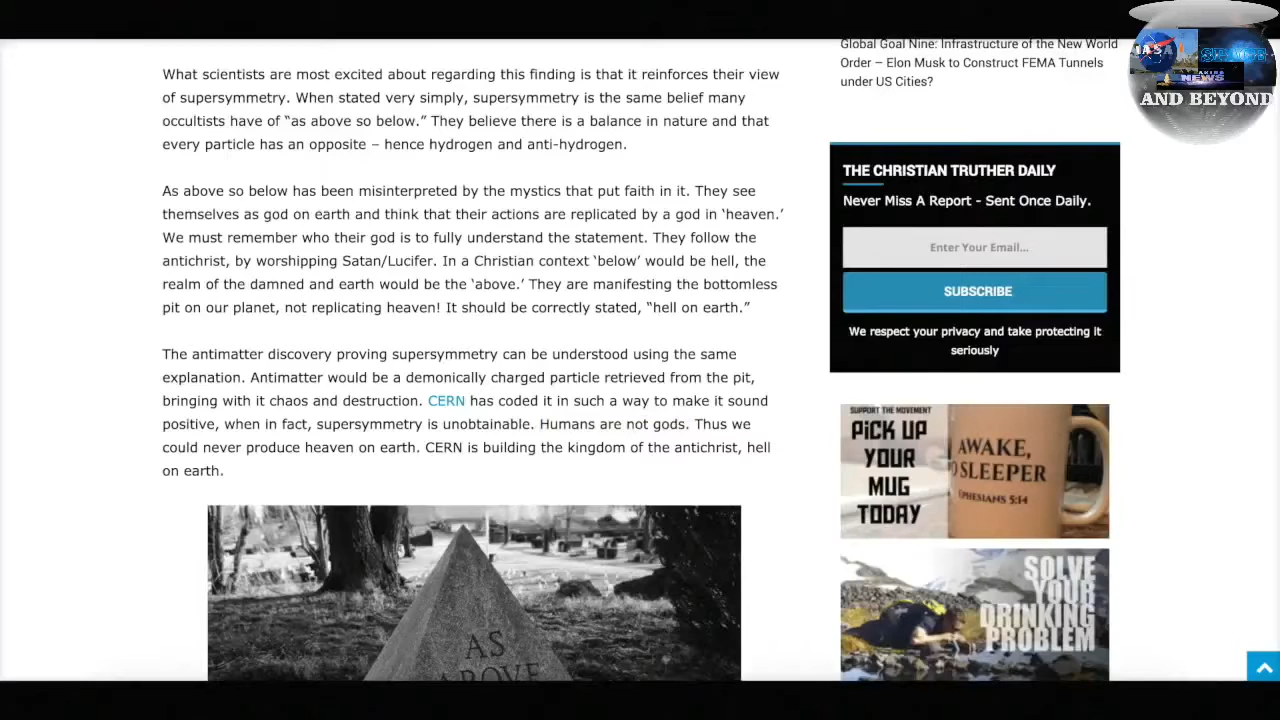 What scientists are most excited about regarding this finding is that it reinforces their view
of supersymmetry. When stated very simply, supersymmetry is the same belief many
occultists have of “as above so below.” They believe there is a balance in nature and that
every particle has an opposite – hence hydrogen and anti-hydrogen.
As above so below has been misinterpreted by the mystics that put faith in it. They see
themselves as god on earth and think that their actions are replicated by a god in ‘heaven.’
We must remember who their god is to fully understand the statement. They follow the
antichrist, by worshipping Satan/Lucifer. In a Christian context ‘below’ would be hell, the
realm of the damned and earth would be the ‘above.’ They are manifesting the bottomless
pit on our planet, not replicating heaven! It should be correctly stated, “hell on earth.”
The antimatter discovery proving supersymmetry can be understood using the same
explanation. Antimatter would be a demonically charged particle retrieved from the pit,
bringing with it chaos and destruction. CERN has coded it in such a way to make it sound
positive, when in fact, supersymmetry is unobtainable. Humans are not gods. Thus we
could never produce heaven on earth. CERN is building the kingdom of the antichrist, hell
on earth.
AS
ABOVE
Global Goal Nine: Infrastructure of the New World
Order – Elon Musk to Construct FEMA Tunnels
under US Cities?
THE CHRISTIAN TRUTHER DAILY
Never Miss A Report - Sent Once Daily.
Enter Your Email...
SUBSCRIBE
We respect your privacy and take protecting it
seriously
SUPPORT THE MOVEMENT
PICK UP
YOUR
MUG
TODAY
AWAKE,
O SLEEPER
EPHESIANS 5:14
SOLVE
YOUR
DRINKING
PROBLEM
NASA
SPACE
NEWS
AND BEYOND